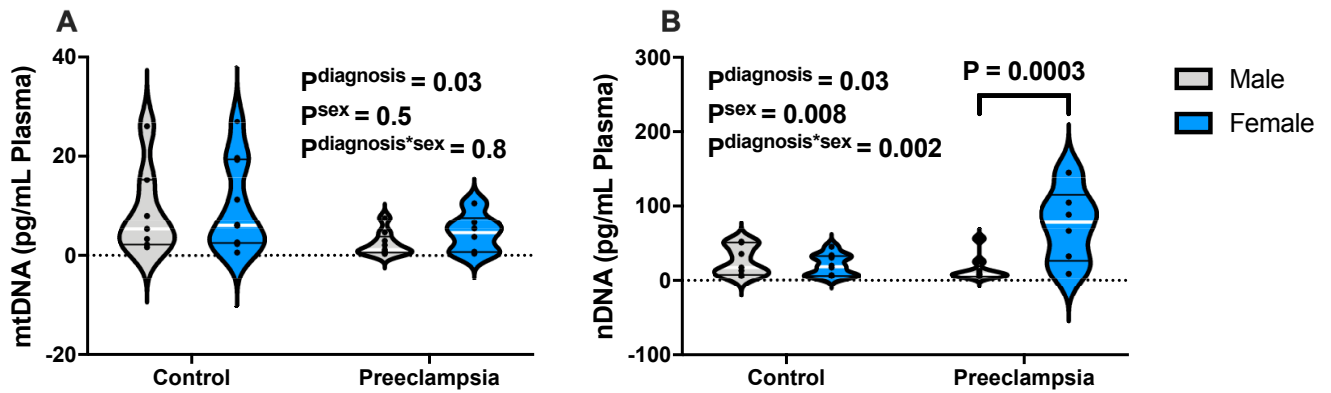 A
mtDNA (pg/mL Plasma)
40
20
0
-20
Pdiagnosis = 0.03
Psex = 0.5
Pdiagnosis*sex = 0.8
Control
Preeclampsia
B
nDNA (pg/mL Plasma)
300
200
100
0
-100
Pdiagnosis = 0.03
Psex = 0.008
Pdiagnosis*sex = 0.002
P = 0.0003
Control
Preeclampsia
Male
Female